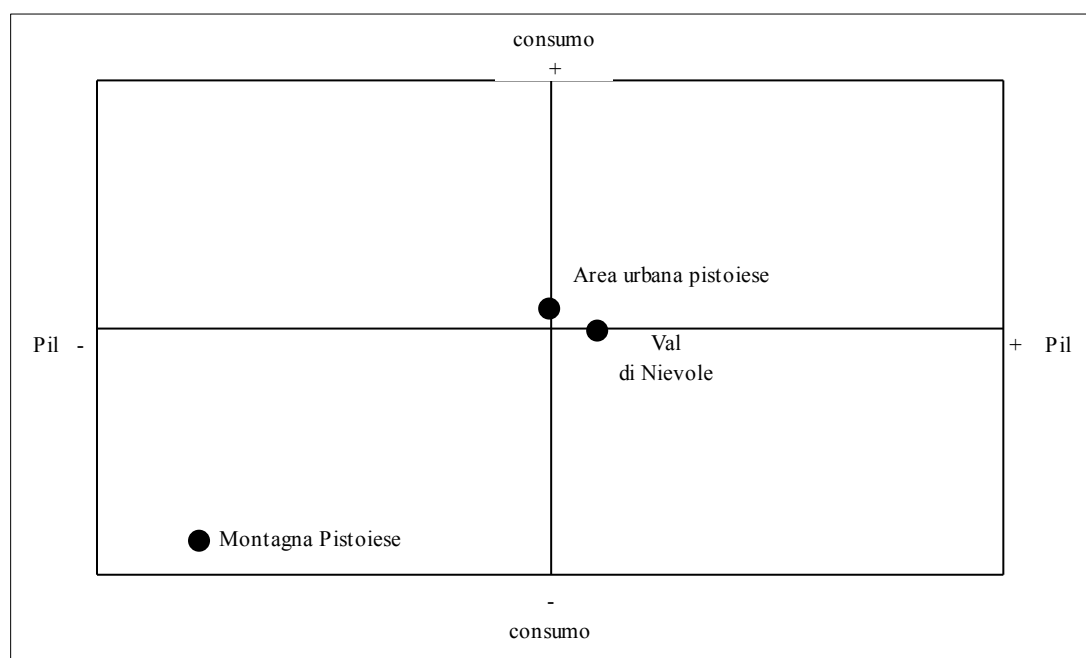 consumo
+
Area urbana pistoiese
Pil -
Val
+ Pil
di Nievole
Montagna Pistoiese
-
consumo